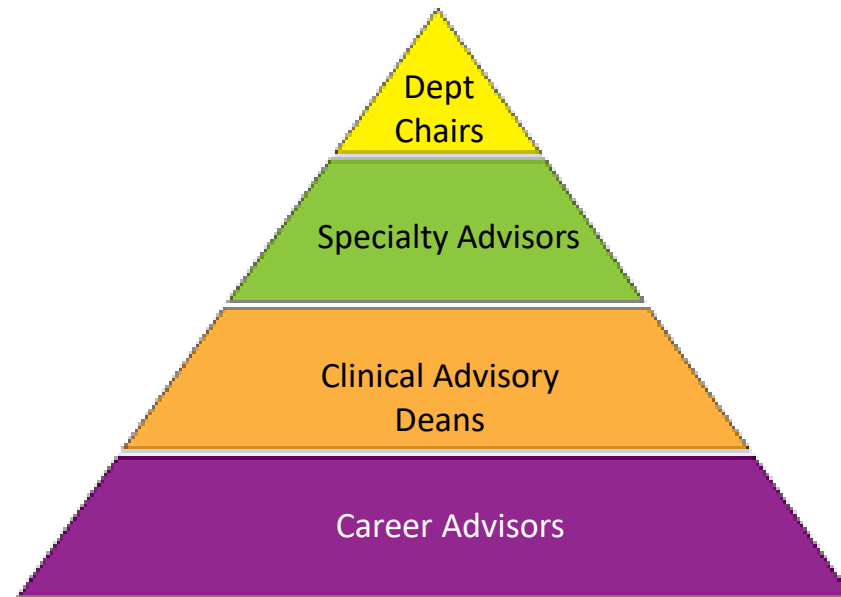 Dept
Chairs
Specialty Advisors
Clinical Advisory
Deans
Career Advisors